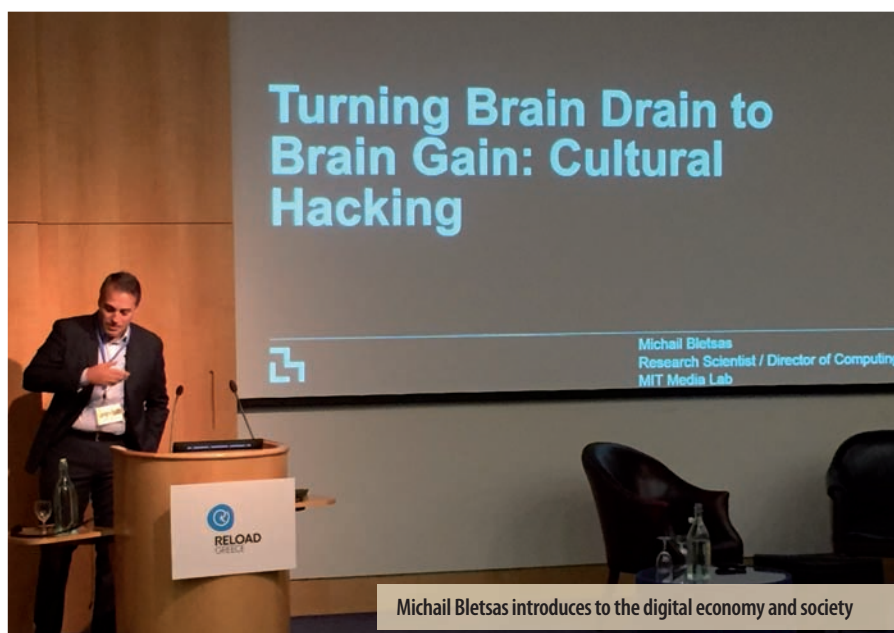 Turning Brain Drain to
Brain Gain: Cultural
Hacking
Michail Bletsas
Research Scientist / Director of Computing
MIT Media Lab
RELOAD
GREECE
Michail Bletsas introduces to the digital economy and society